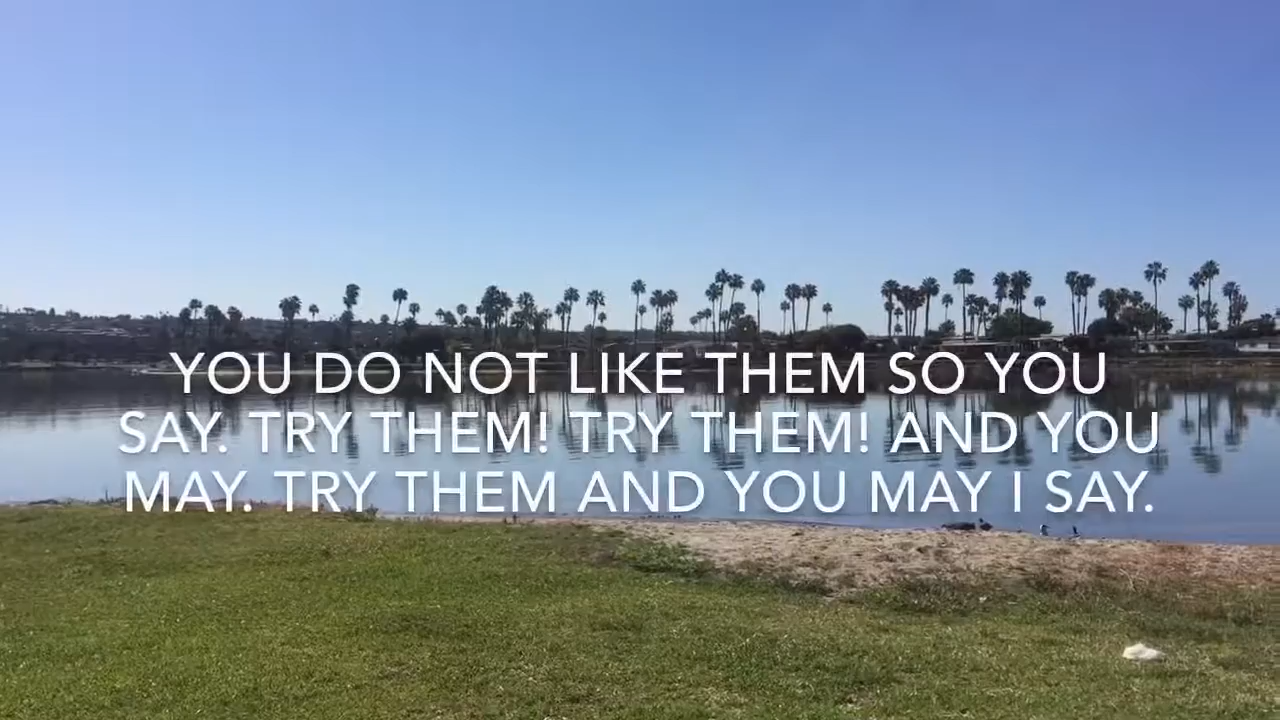 YOU DO NOT LIKE THEM SO YOU
SAY. TRY THEM! TRY THEM! AND YOU
MAY. TRY THEM AND YOU MAY I SAY.